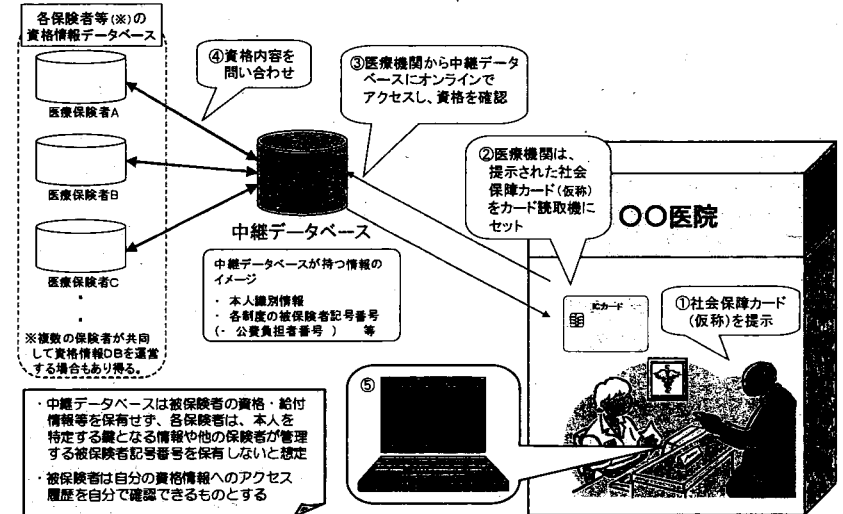 各保険者等(※)の
資格情報データベース
医療保険者A
医療保険者B
医療保険者C
・
・
※複数の保険者が共同
して資格情報DBを運営
する場合もあり得る。
④資格内容を
問い合わせ
③医療機関から中継データ
ベースにオンラインで
アクセスし、資格を確認
②医療機関は、
提示された社会
保障カード(仮称)
をカード読取機に
セット
中継データベース
中継データベースが持つ情報の
イメージ
・ 本人識別情報
・ 各制度の被保険者記号番号
(・ 公費負担者番号 ) 等
〇〇医院
ICカード
①社会保障カード
(仮称)を提示
⑤
・中継データベースは被保険者の資格・給付
情報等を保有せず、各保険者は、本人を
特定する鍵となる情報や他の保険者が管理
する被保険者記号番号を保有しないと想定
・被保険者は自分の資格情報へのアクセス
履歴を自分で確認できるものとする